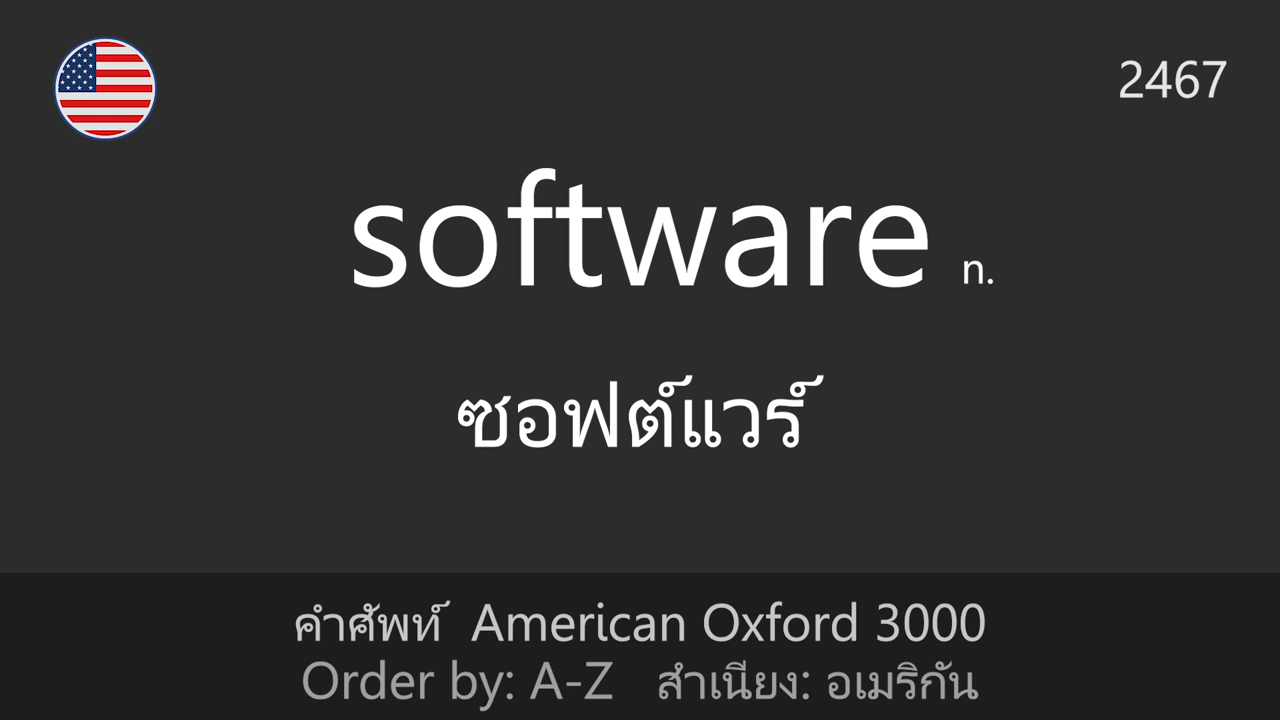 2467
software n.
ซอฟต์แวร์
คำศัพท์ American Oxford 3000
Order by: A-Z สำเนียง: อเมริกัน